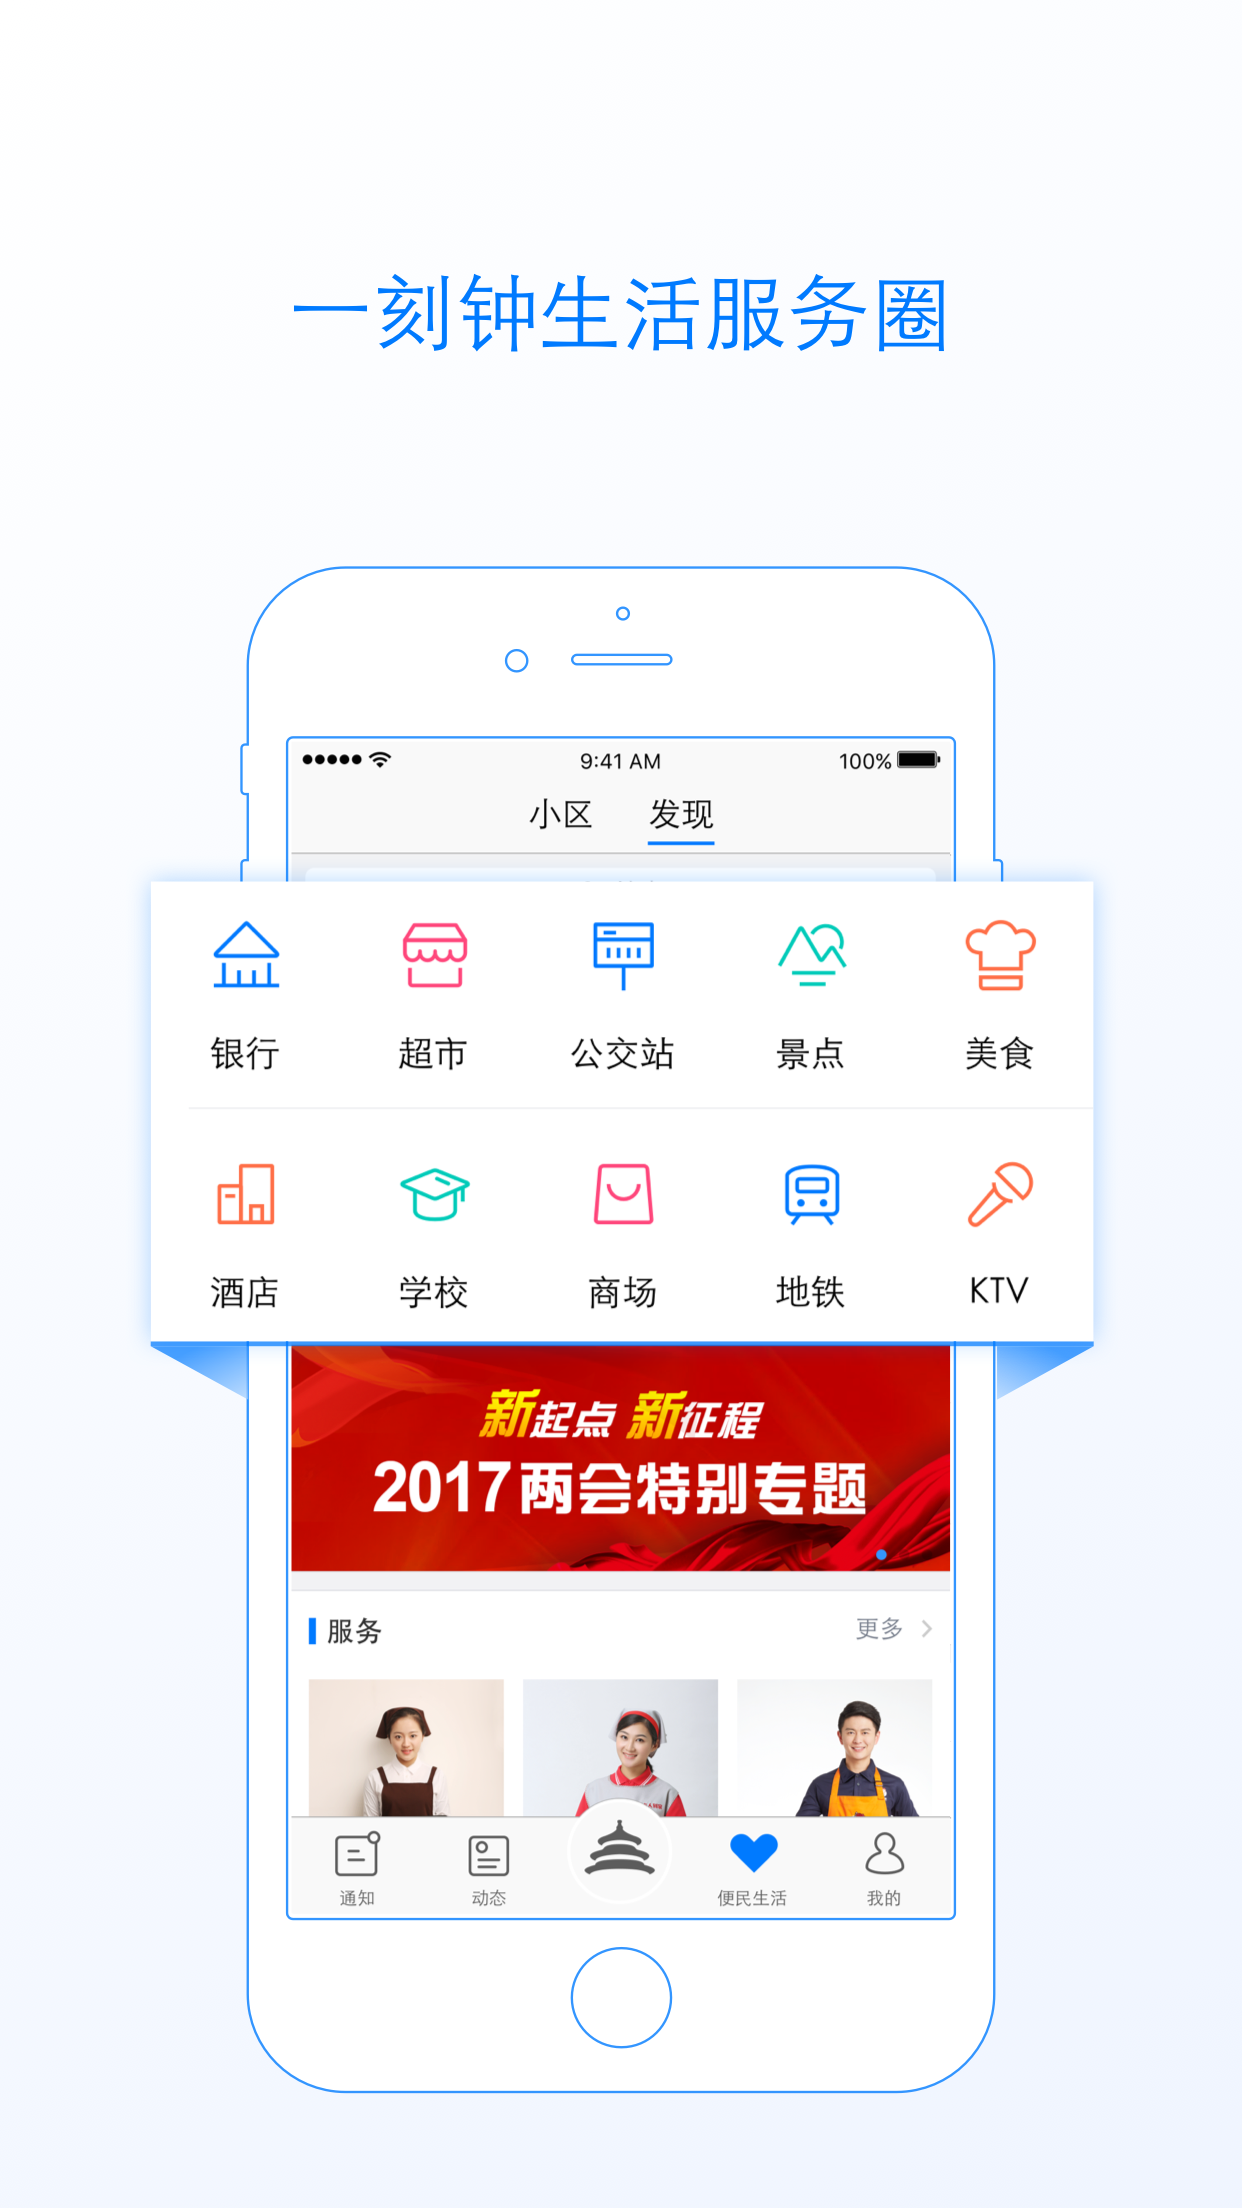 一刻钟生活服务圈
9:41 AM 100%
小区 发现
银行 超市 公交站 景点 美食
酒店 学校 商场 地铁 KTV
新起点 新征程
2017两会特别专题
服务 更多
通知 动态 便民生活 我的